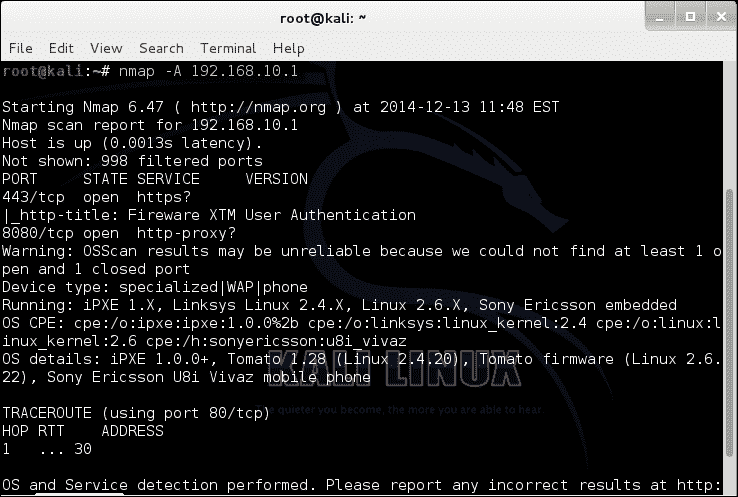 root@kali: ~
File Edit View Search Terminal Help
root@kali:~# nmap -A 192.168.10.1
Starting Nmap 6.47 ( http://nmap.org ) at 2014-12-13 11:48 EST
Nmap scan report for 192.168.10.1
Host is up (0.0013s latency).
Not shown: 998 filtered ports
PORT STATE SERVICE VERSION
443/tcp open https?
|_http-title: Fireware XTM User Authentication
8080/tcp open http-proxy?
Warning: OSScan results may be unreliable because we could not find at least 1 o
pen and 1 closed port
Device type: specialized|WAP|phone
Running: iPXE 1.X, Linksys Linux 2.4.X, Linux 2.6.X, Sony Ericsson embedded
OS CPE: cpe:/o:ipxe:ipxe:1.0.0%2b cpe:/o:linksys:linux_kernel:2.4 cpe:/o:linux:l
inux_kernel:2.6 cpe:/h:sonyericsson:u8i_vivaz
OS details: iPXE 1.0.0+, Tomato 1.28 (Linux 2.4.20), Tomato firmware (Linux 2.6.
22), Sony Ericsson U8i Vivaz mobile phone
KALI LINUX
The quieter you become, the more you are able to hear.
TRACEROUTE (using port 80/tcp)
HOP RTT ADDRESS
1 ... 30
OS and Service detection performed. Please report any incorrect results at http: